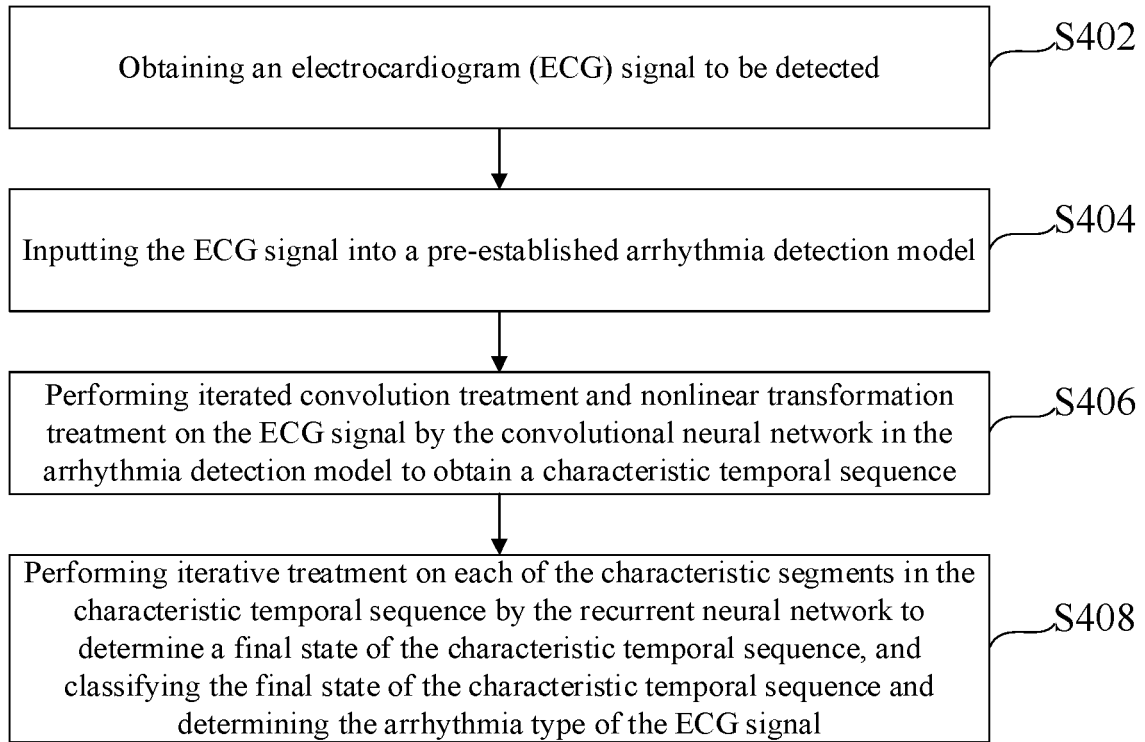 Obtaining an electrocardiogram (ECG) signal to be detected
S402
Inputting the ECG signal into a pre-established arrhythmia detection model
S404
Performing iterated convolution treatment and nonlinear transformation
treatment on the ECG signal by the convolutional neural network in the
arrhythmia detection model to obtain a characteristic temporal sequence
S406
Performing iterative treatment on each of the characteristic segments in the
characteristic temporal sequence by the recurrent neural network to
determine a final state of the characteristic temporal sequence, and
classifying the final state of the characteristic temporal sequence and
determining the arrhythmia type of the ECG signal
S408